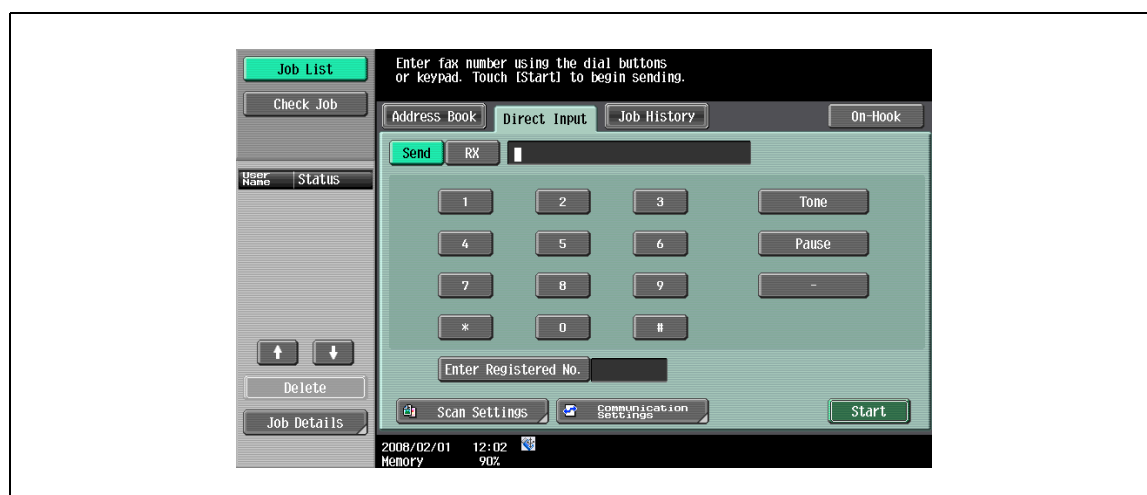 Job List
Check Job
User Name
Status
Delete
Job Details
Enter fax number using the dial buttons
or keypad. Touch [Start] to begin sending.
Address Book
Direct Input
Job History
On-Hook
Send
RX
1
2
3
Tone
4
5
6
Pause
7
8
9
-
*
0
#
Enter Registered No.
Scan Settings
Communication
Settings
Start
2008/02/01 12:02
Memory 90%